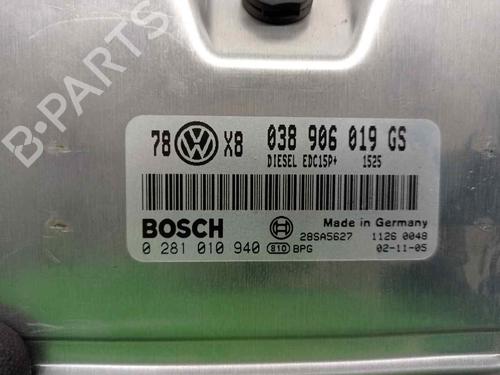 B-PARTS
78 VW X8 038 906 019 GS
DIESEL EDC15P+ 1525
BOSCH Made in Germany
28SA5627 1126 0048
0 281 010 940 810 BPG 02-11-05